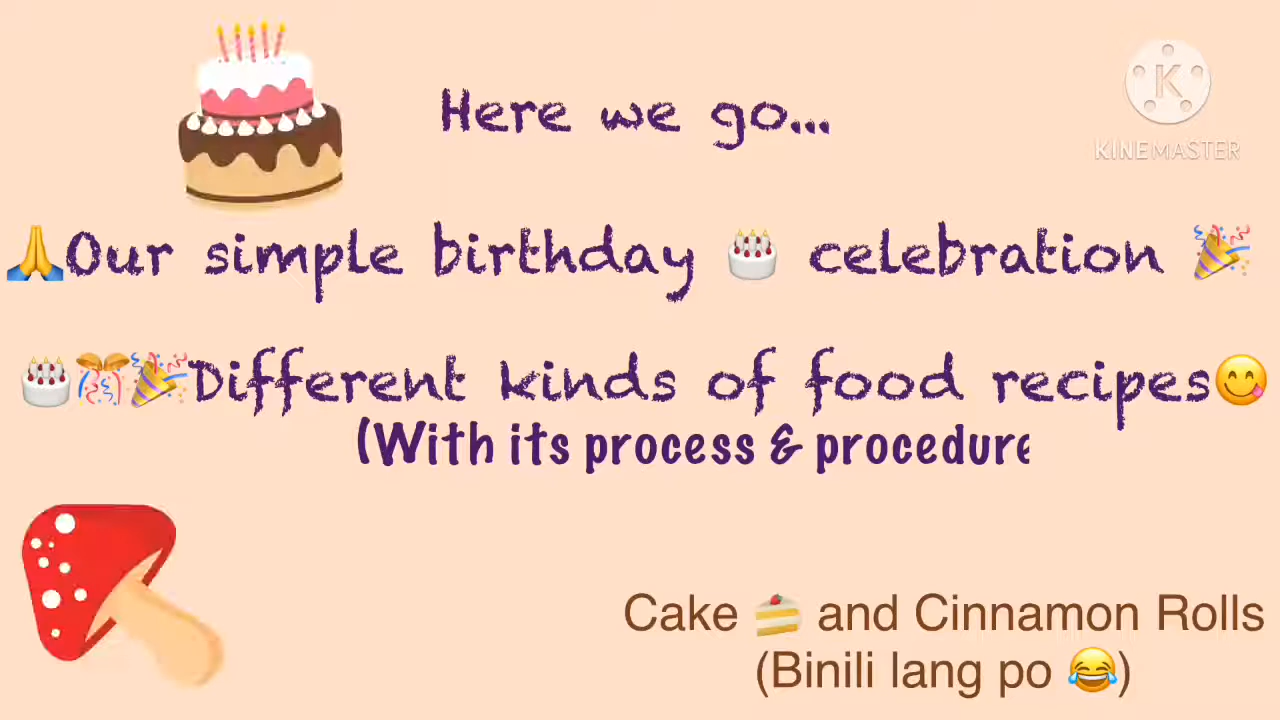 Here we go...
KINEMASTER
🙏Our simple birthday 🎂 celebration 🎉
🎂🎊🎉Different kinds of food recipes😋
(With its process & procedure
Cake 🍰 and Cinnamon Rolls
(Binili lang po 😂)